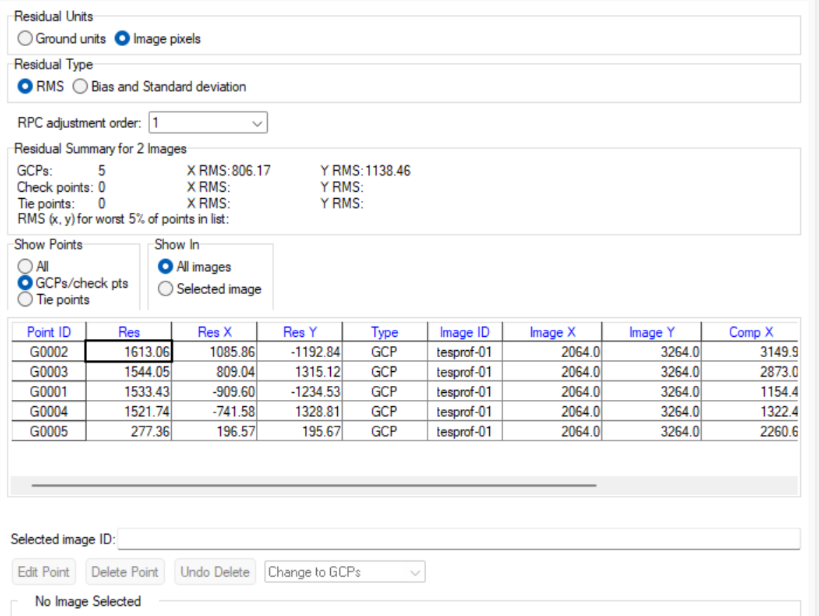 Residual Units
Ground units Image pixels
Residual Type
RMS Bias and Standard deviation
RPC adjustment order: 1
Residual Summary for 2 Images
GCPs: 5 X RMS: 806.17 Y RMS: 1138.46
Check points: 0 X RMS: Y RMS:
Tie points: 0 X RMS: Y RMS:
RMS (x, y) for worst 5% of points in list:
Show Points Show In
All All images
GCPs/check pts Selected image
Tie points
Point ID Res Res X Res Y Type Image ID Image X Image Y Comp X
G0002 1613.06 1085.86 -1192.84 GCP tesprof-01 2064.0 3264.0 3149.9
G0003 1544.05 809.04 1315.12 GCP tesprof-01 2064.0 3264.0 2873.0
G0001 1533.43 -909.60 -1234.53 GCP tesprof-01 2064.0 3264.0 1154.4
G0004 1521.74 -741.58 1328.81 GCP tesprof-01 2064.0 3264.0 1322.4
G0005 277.36 196.57 195.67 GCP tesprof-01 2064.0 3264.0 2260.6
Selected image ID:
Edit Point Delete Point Undo Delete Change to GCPs
No Image Selected